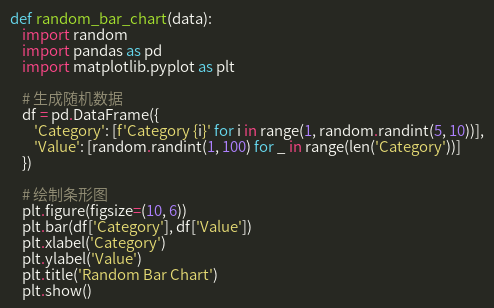 def random_bar_chart(data):
    import random
    import pandas as pd
    import matplotlib.pyplot as plt

    # 生成随机数据
    df = pd.DataFrame({
        'Category': [f'Category {i}' for i in range(1, random.randint(5, 10))],
        'Value': [random.randint(1, 100) for _ in range(len('Category'))]
    })

    # 绘制条形图
    plt.figure(figsize=(10, 6))
    plt.bar(df['Category'], df['Value'])
    plt.xlabel('Category')
    plt.ylabel('Value')
    plt.title('Random Bar Chart')
    plt.show()